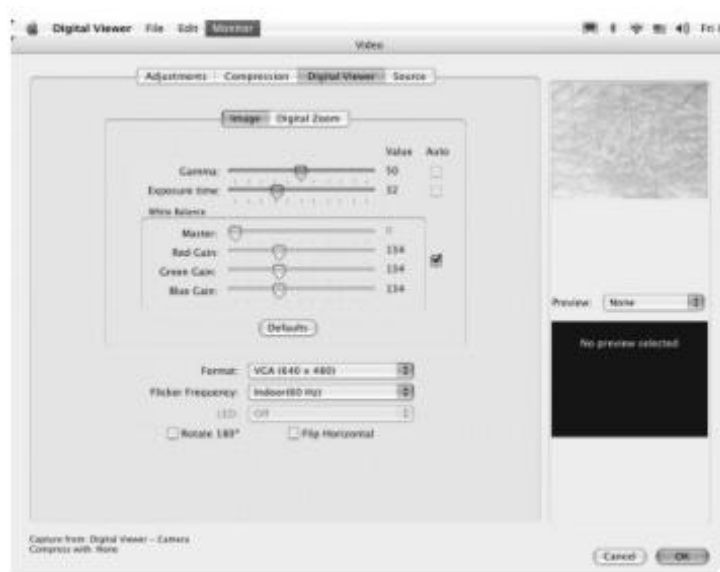 Digital Viewer File Edit Monitor Fri
Video
Adjustments Compression Digital Viewer Source
Image Digital Zoom
Value Auto
Gamma: 50
Exposure time: 32
White Balance
Master: 0
Red Gain: 134
Green Gain: 134
Blue Gain: 134
Defaults
Format: VGA (640 x 480)
Flicker Frequency: Indoor(60 Hz)
LED: Off
Rotate 180° Flip Horizontal
Preview: None
No preview selected
Capture from: Digital Viewer - Camera
Compress with: None
Cancel OK